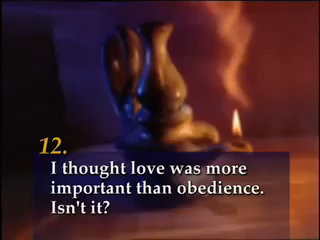 12.
I thought love was more
important than obedience.
Isn't it?